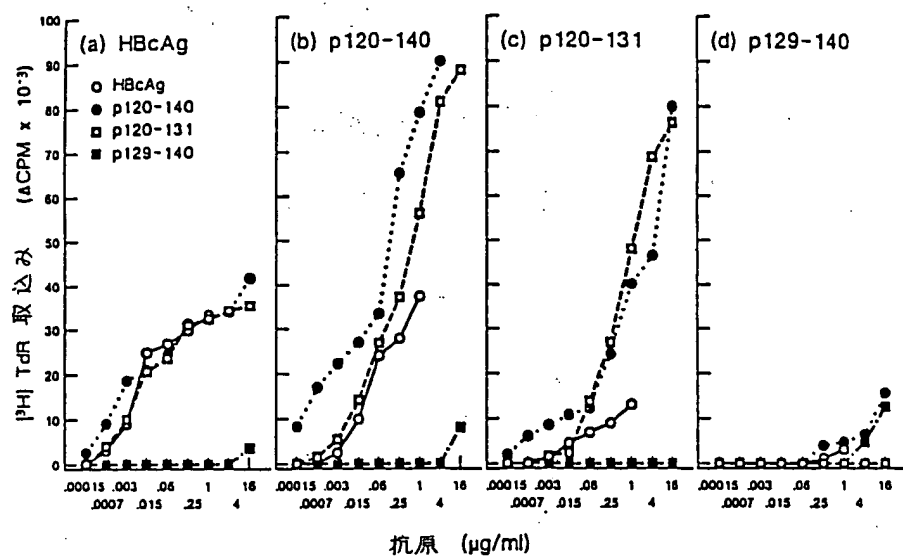 (a) HBcAg
(b) p120-140
(c) p120-131
(d) p129-140
HBcAg
p120-140
p120-131
p129-140
[³H] TdR 取込み (ΔCPM x 10⁻³)
100
90
80
70
60
50
40
30
20
10
0
.00015 .003 .06 1 16
.0007 .015 .25 4
.00015 .003 .06 1 16
.0007 .015 .25 4
.00015 .003 .06 1 16
.0007 .015 .25 4
.00015 .003 .06 1 16
.0007 .015 .25 4
抗原 (μg/ml)